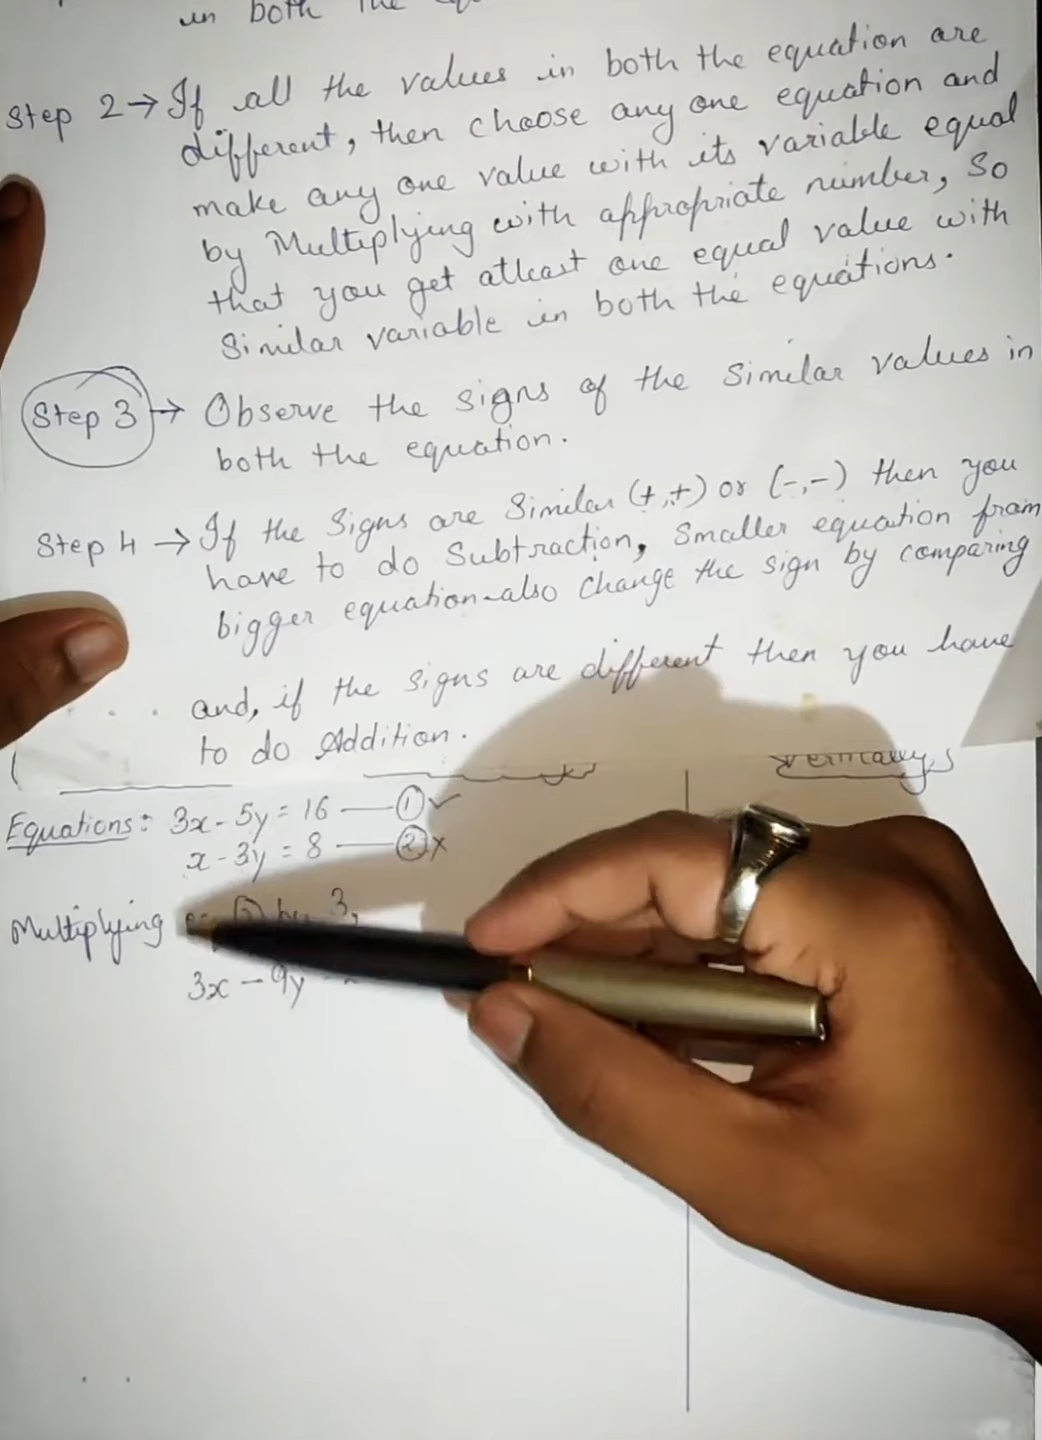 in both the
Step 2 → If all the values in both the equation are
different, then choose any one equation and
make any one value with its variable equal
by Multiplying with appropriate number, So
that you get atleast one equal value with
Similar variable in both the equations.
Step 3 → Observe the signs of the similar values in
both the equation.
Step 4 → If the Signs are Similar (+,+) or (-,-) then you
have to do Subtraction, Smaller equation from
bigger equation - also change the sign by comparing
and, if the signs are different then you have
to do Addition.
Equations: 3x - 5y = 16 — ① ✓
x - 3y = 8 — ② x
Multiplying 3,
3x - 9y